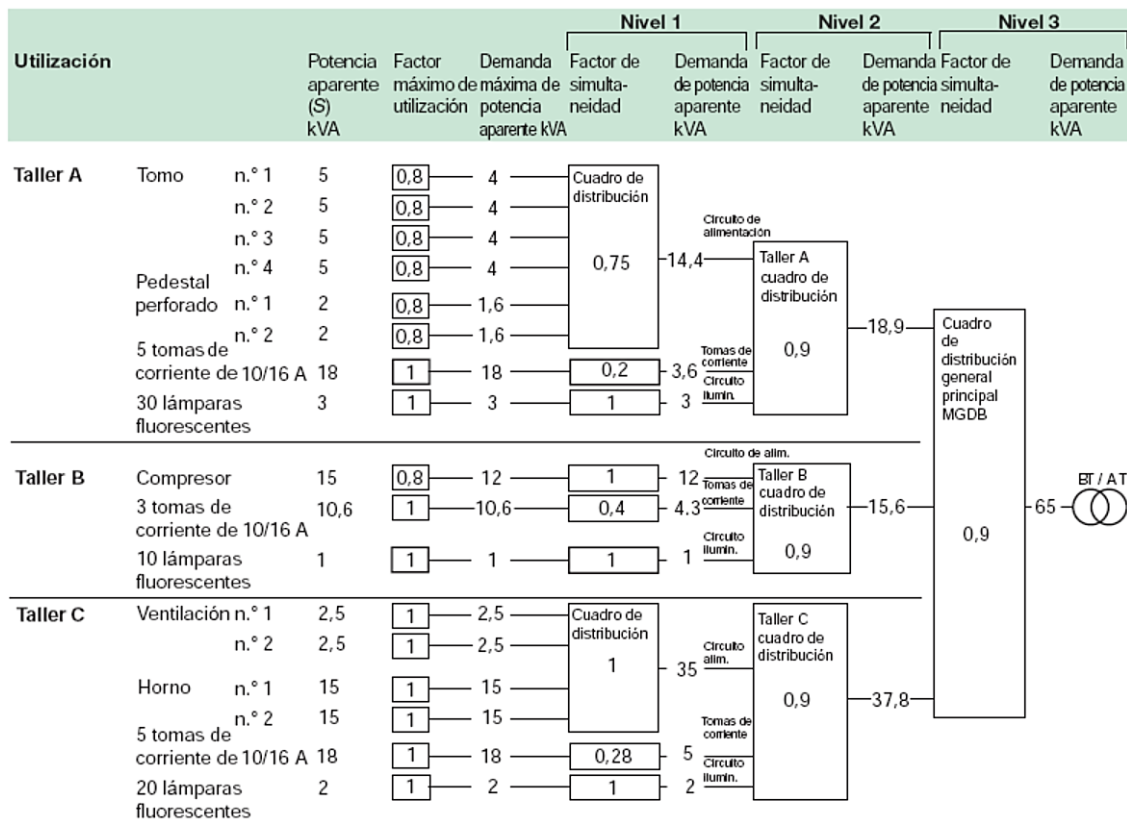 Nivel 1 Nivel 2 Nivel 3
Utilización Potencia Factor Demanda Factor de Demanda Factor de Demanda Factor de Demanda
aparente máximo de máxima de simulta- de potencia simulta- de potencia simulta- de potencia
(S) utilización potencia neidad aparente neidad aparente neidad aparente
kVA aparente kVA kVA kVA kVA
Taller A Tomo n.° 1 5 0,8 4 Cuadro de
distribución
n.° 2 5 0,8 4
Circuito de
alimentación
n.° 3 5 0,8 4
n.° 4 5 0,8 4 0,75 14,4 Taller A
cuadro de
distribución
Pedestal
perforado n.° 1 2 0,8 1,6
n.° 2 2 0,8 1,6 18,9 Cuadro
de
distribución
general
principal
MGDB
5 tomas de
corriente de 10/16 A 18 1 18 0,2 3,6 Tomas de
corriente 0,9
30 lámparas
fluorescentes 3 1 3 1 3 Circuito
ilumin.
Taller B Compresor 15 0,8 12 1 12 Circuito de alim.
Taller B
cuadro de
distribución
3 tomas de
corriente de 10/16 A 10,6 1 10,6 0,4 4.3 Tomas de
corriente 15,6 65 BT / AT
0,9
10 lámparas
fluorescentes 1 1 1 1 1 Circuito
ilumin. 0,9
Taller C Ventilación n.° 1 2,5 1 2,5 Cuadro de
distribución
Taller C
cuadro de
distribución
n.° 2 2,5 1 2,5 1 35 Circuito
alim.
Horno n.° 1 15 1 15 0,9 37,8
n.° 2 15 1 15
5 tomas de
corriente de 10/16 A 18 1 18 0,28 5 Tomas de
corriente
20 lámparas
fluorescentes 2 1 2 1 2 Circuito
ilumin.